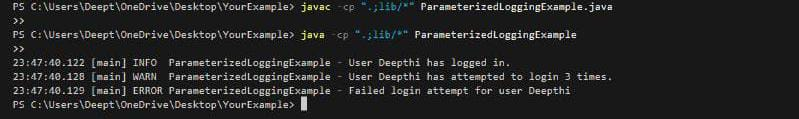 PS C:\Users\Deept\OneDrive\Desktop\YourExample> javac -cp ".;lib/*" ParameterizedLoggingExample.java
>>
PS C:\Users\Deept\OneDrive\Desktop\YourExample> java -cp ".;lib/*" ParameterizedLoggingExample
>>
23:47:40.122 [main] INFO  ParameterizedLoggingExample - User Deepthi has logged in.
23:47:40.128 [main] WARN  ParameterizedLoggingExample - User Deepthi has attempted to login 3 times.
23:47:40.129 [main] ERROR ParameterizedLoggingExample - Failed login attempt for user Deepthi
PS C:\Users\Deept\OneDrive\Desktop\YourExample>